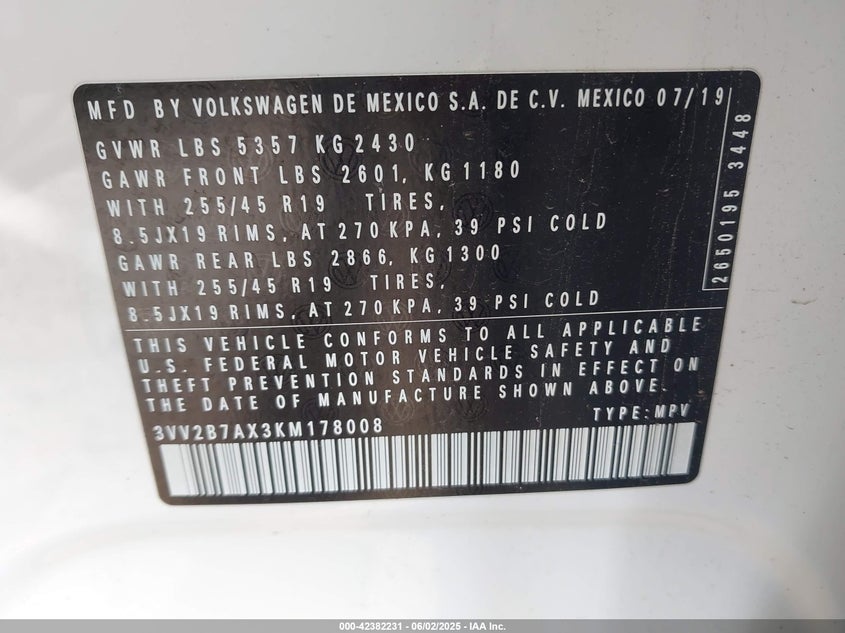 MFD BY VOLKSWAGEN DE MEXICO S.A. DE C.V. MEXICO 07/19
GVWR LBS 5357 KG 2430
GAWR FRONT LBS 2601, KG 1180
WITH 255/45 R19 TIRES,
8.5JX19 RIMS, AT 270 KPA, 39 PSI COLD
GAWR REAR LBS 2866, KG 1300
WITH 255/45 R19 TIRES,
8.5JX19 RIMS, AT 270 KPA, 39 PSI COLD
2650195 3448
THIS VEHICLE CONFORMS TO ALL APPLICABLE
U.S. FEDERAL MOTOR VEHICLE SAFETY AND
THEFT PREVENTION STANDARDS IN EFFECT ON
THE DATE OF MANUFACTURE SHOWN ABOVE.
3VV2B7AX3KM178008 TYPE: MPV
000-42382231 - 06/02/2025 - IAA Inc.